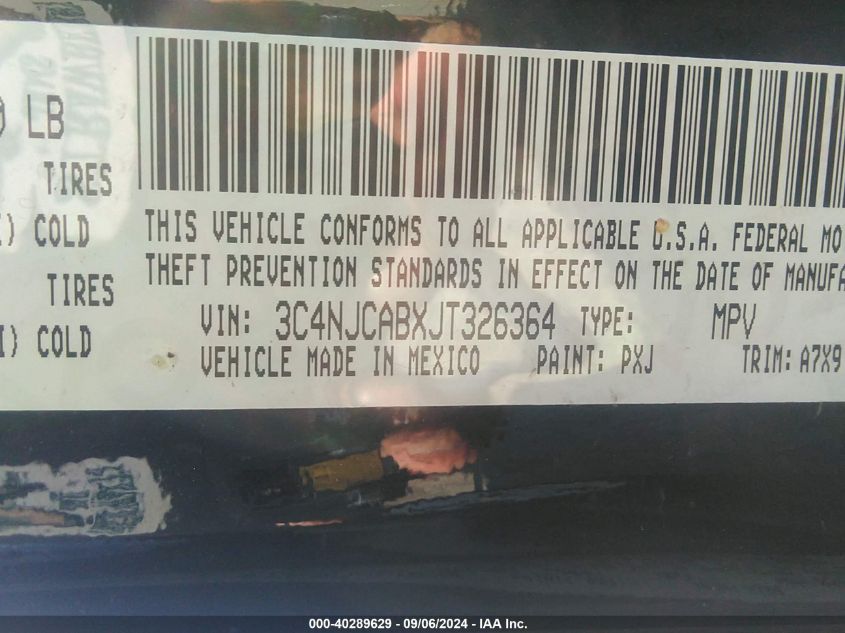 ) LB
TIRES
I) COLD
TIRES
I) COLD
THIS VEHICLE CONFORMS TO ALL APPLICABLE U.S.A. FEDERAL MO
THEFT PREVENTION STANDARDS IN EFFECT ON THE DATE OF MANUFA
VIN: 3C4NJCABXJT326364 TYPE: MPV
VEHICLE MADE IN MEXICO PAINT: PXJ TRIM: A7X9
000-40289629 - 09/06/2024 - IAA Inc.